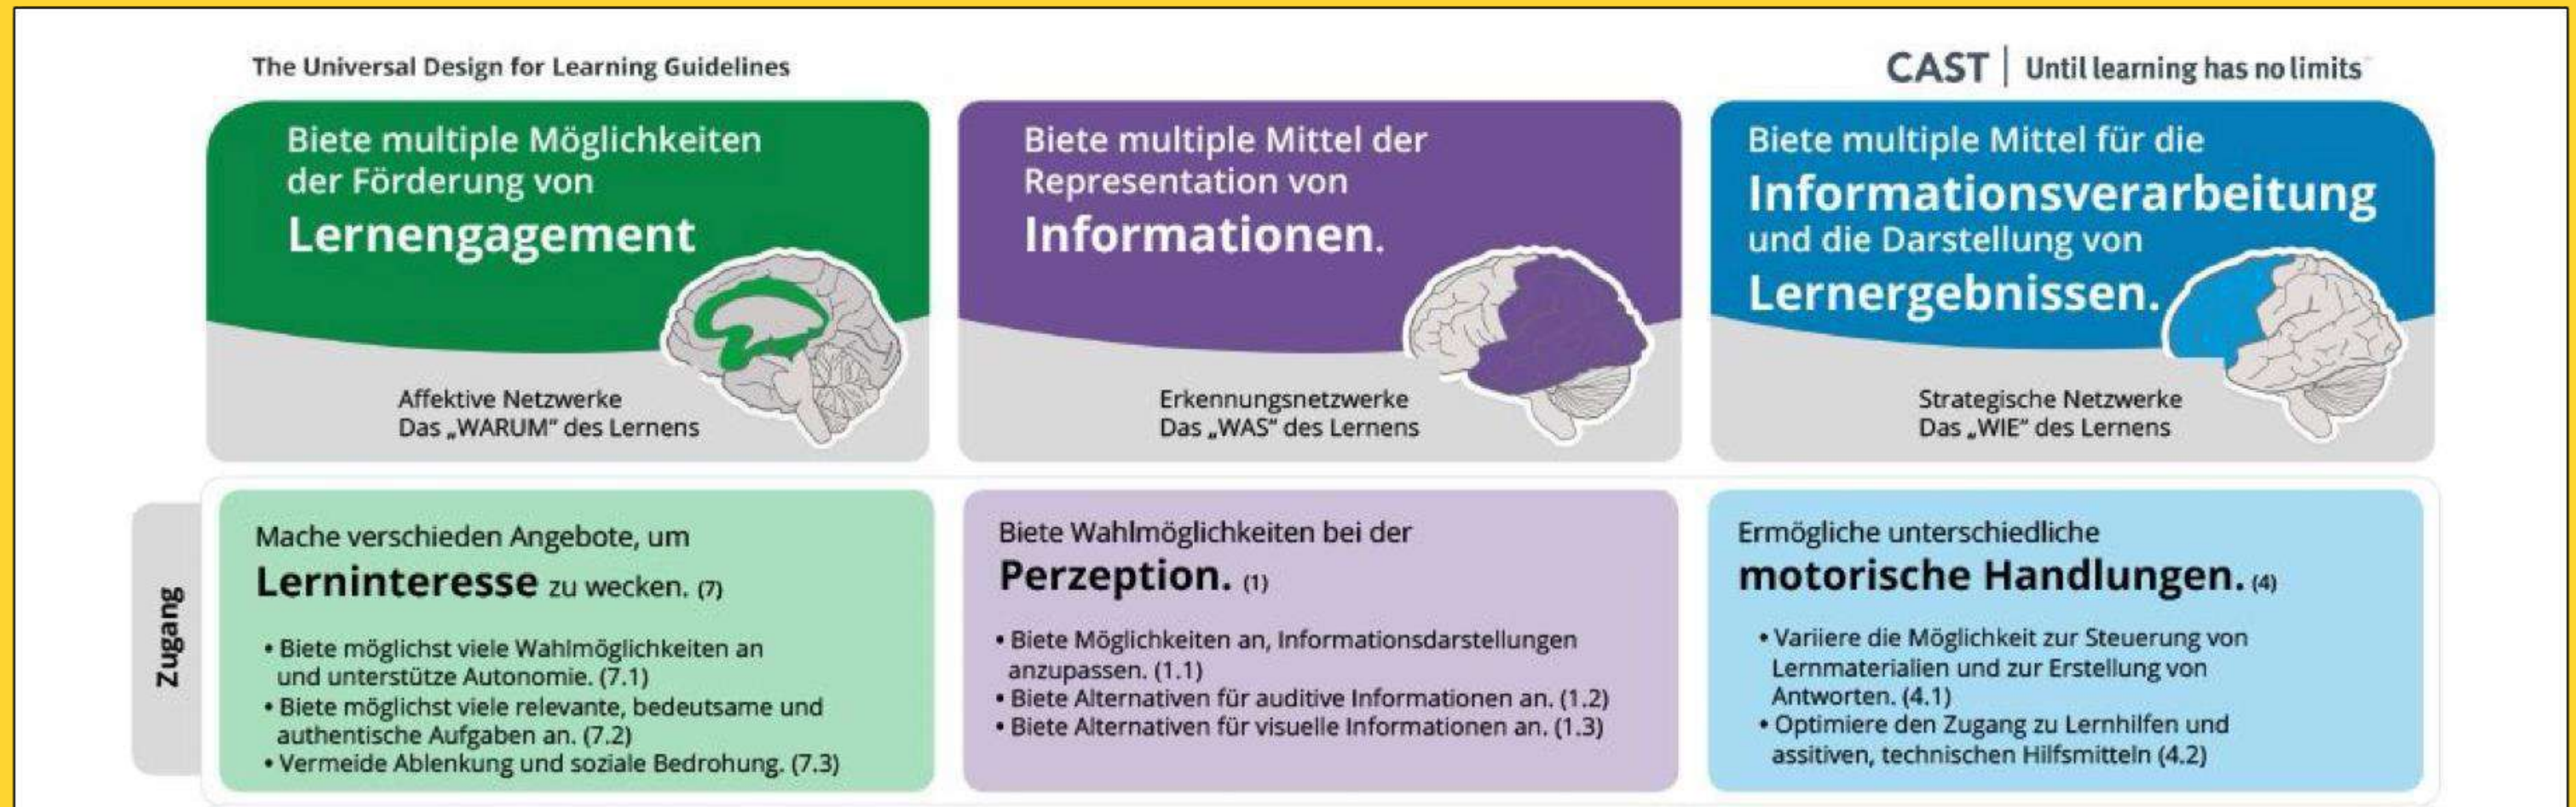 The Universal Design for Learning Guidelines
CAST | Until learning has no limits
Biete multiple Möglichkeiten
der Förderung von
Lernengagement
Affektive Netzwerke
Das „WARUM“ des Lernens
Biete multiple Mittel der
Representation von
Informationen.
Erkennungsnetzwerke
Das „WAS“ des Lernens
Biete multiple Mittel für die
Informationsverarbeitung
und die Darstellung von
Lernergebnissen.
Strategische Netzwerke
Das „WIE“ des Lernens
Zugang
Mache verschieden Angebote, um
Lerninteresse zu wecken. (7)
• Biete möglichst viele Wahlmöglichkeiten an
und unterstütze Autonomie. (7.1)
• Biete möglichst viele relevante, bedeutsame und
authentische Aufgaben an. (7.2)
• Vermeide Ablenkung und soziale Bedrohung. (7.3)
Biete Wahlmöglichkeiten bei der
Perzeption. (1)
• Biete Möglichkeiten an, Informationsdarstellungen
anzupassen. (1.1)
• Biete Alternativen für auditive Informationen an. (1.2)
• Biete Alternativen für visuelle Informationen an. (1.3)
Ermögliche unterschiedliche
motorische Handlungen. (4)
• Variiere die Möglichkeit zur Steuerung von
Lernmaterialien und zur Erstellung von
Antworten. (4.1)
• Optimiere den Zugang zu Lernhilfen und
assitiven, technischen Hilfsmitteln (4.2)